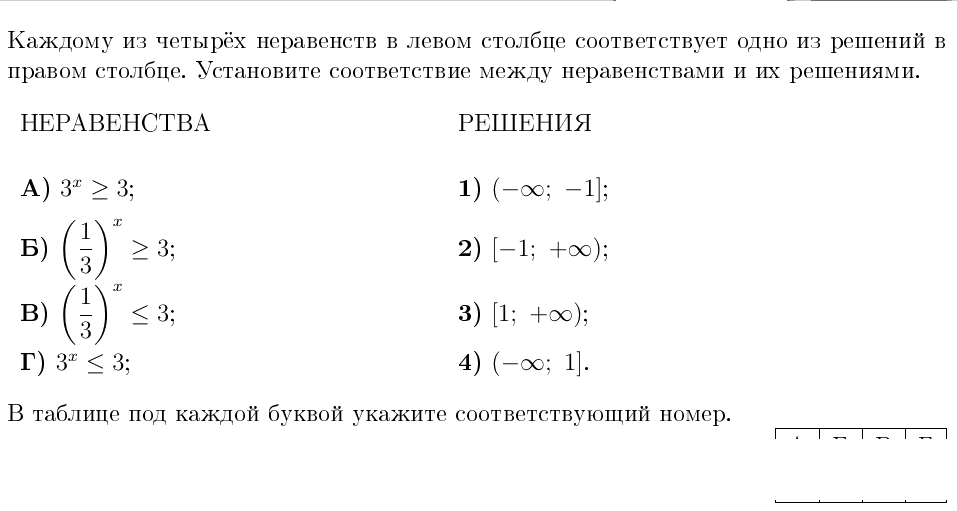 Каждому из четырёх неравенств в левом столбце соответствует одно из решений в
правом столбце. Установите соответствие между неравенствами и их решениями.
НЕРАВЕНСТВА РЕШЕНИЯ
А) 3^x ≥ 3; 1) (−∞; −1];
Б) (1/3)^x ≥ 3; 2) [−1; +∞);
В) (1/3)^x ≤ 3; 3) [1; +∞);
Г) 3^x ≤ 3; 4) (−∞; 1].
В таблице под каждой буквой укажите соответствующий номер.